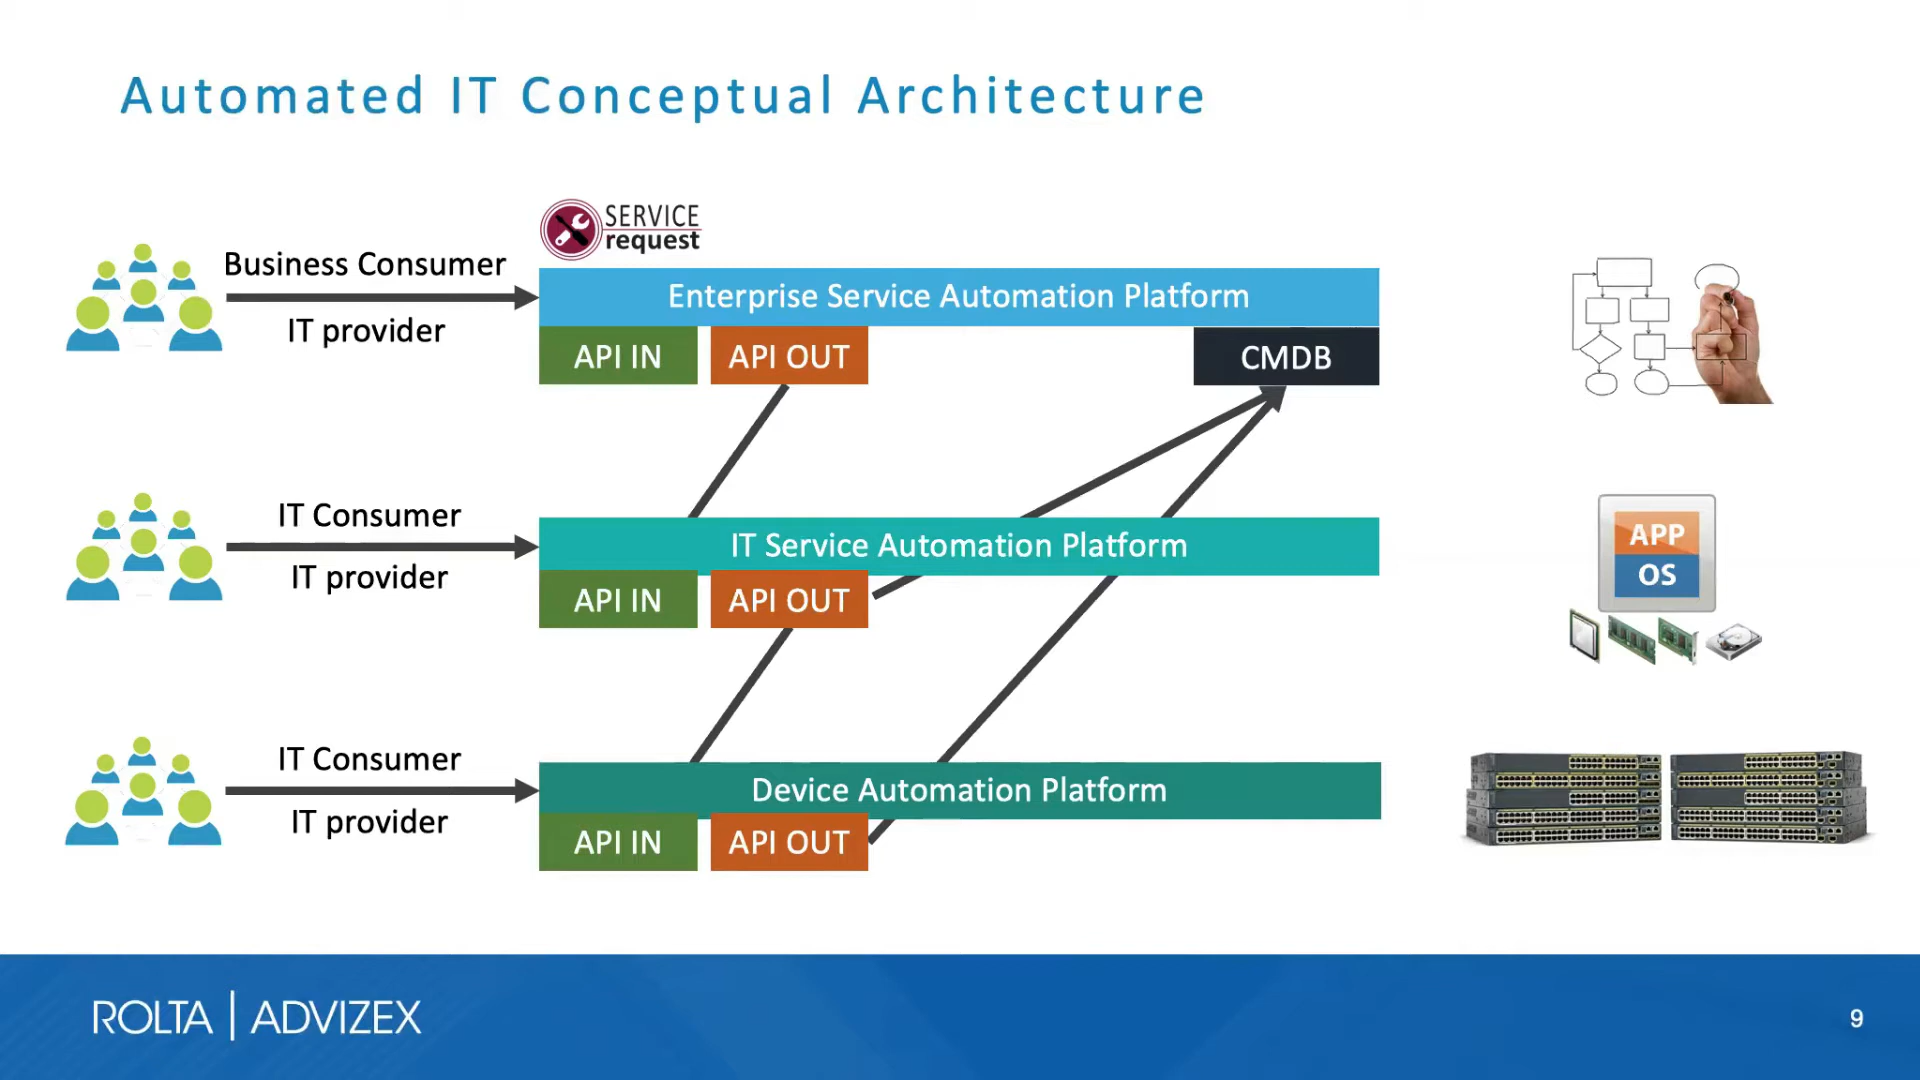 Automated IT Conceptual Architecture
SERVICE
request
Business Consumer
IT provider
Enterprise Service Automation Platform
API IN
API OUT
CMDB
IT Consumer
IT provider
IT Service Automation Platform
API IN
API OUT
APP
OS
IT Consumer
IT provider
Device Automation Platform
API IN
API OUT
ROLTA | ADVIZEX
9